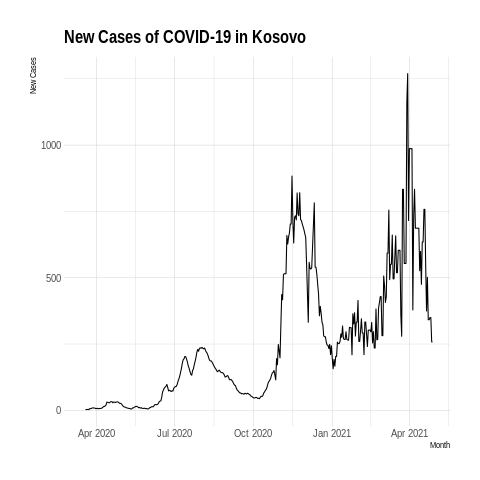 New Cases of COVID-19 in Kosovo
New Cases
1000
500
0
Apr 2020 Jul 2020 Oct 2020 Jan 2021 Apr 2021
Month